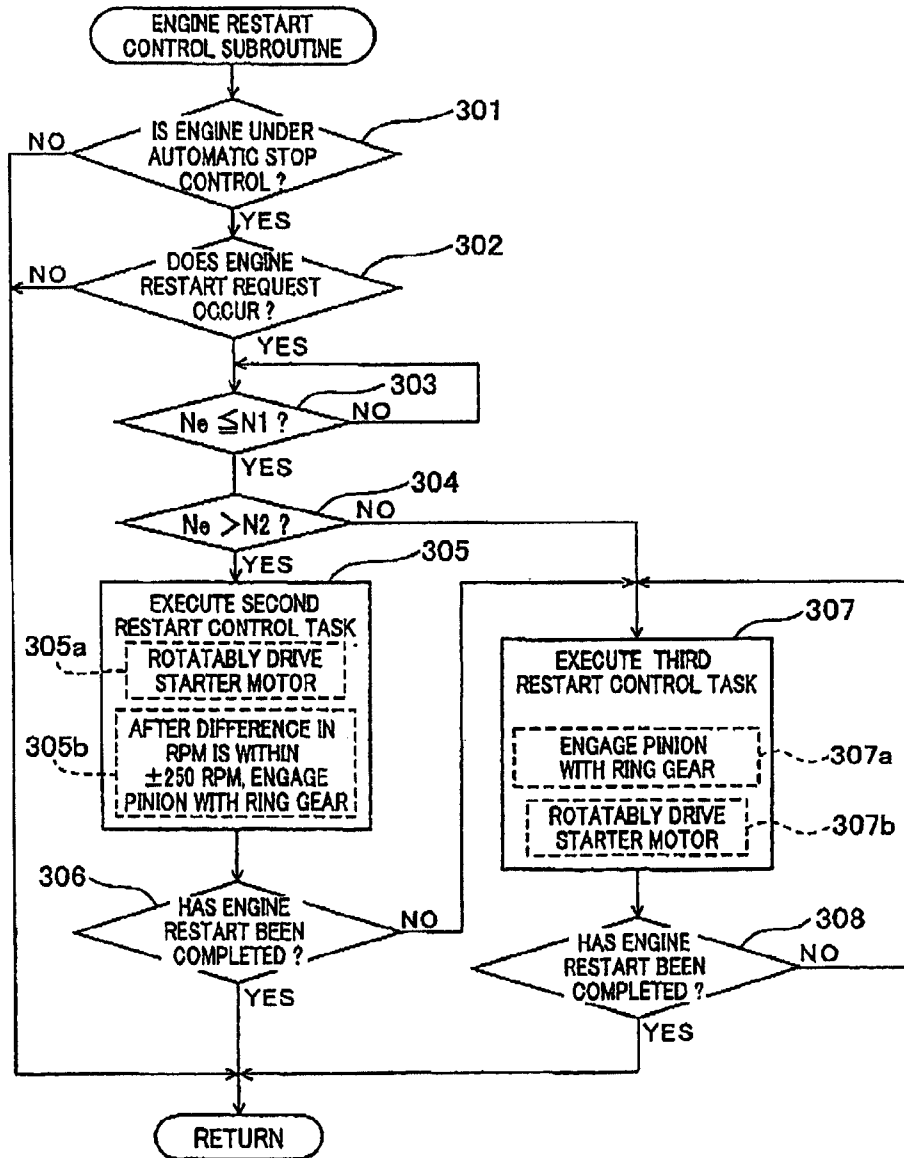 ENGINE RESTART
CONTROL SUBROUTINE
301
NO
IS ENGINE UNDER
AUTOMATIC STOP
CONTROL ?
YES
302
NO
DOES ENGINE
RESTART REQUEST
OCCUR ?
YES
303
Ne ≦N1 ?
NO
YES
304
Ne >N2 ?
NO
YES
305
EXECUTE SECOND
RESTART CONTROL TASK
305a
ROTATABLY DRIVE
STARTER MOTOR
305b
AFTER DIFFERENCE IN
RPM IS WITHIN
±250 RPM, ENGAGE
PINION WITH RING GEAR
306
HAS ENGINE
RESTART BEEN
COMPLETED ?
NO
YES
307
EXECUTE THIRD
RESTART CONTROL TASK
ENGAGE PINION
WITH RING GEAR
307a
ROTATABLY DRIVE
STARTER MOTOR
307b
308
HAS ENGINE
RESTART BEEN
COMPLETED ?
NO
YES
RETURN